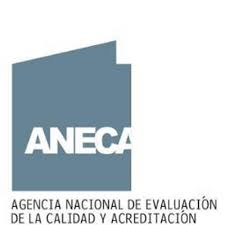 ANECA
AGENCIA NACIONAL DE EVALUACIÓN
DE LA CALIDAD Y ACREDITACIÓN